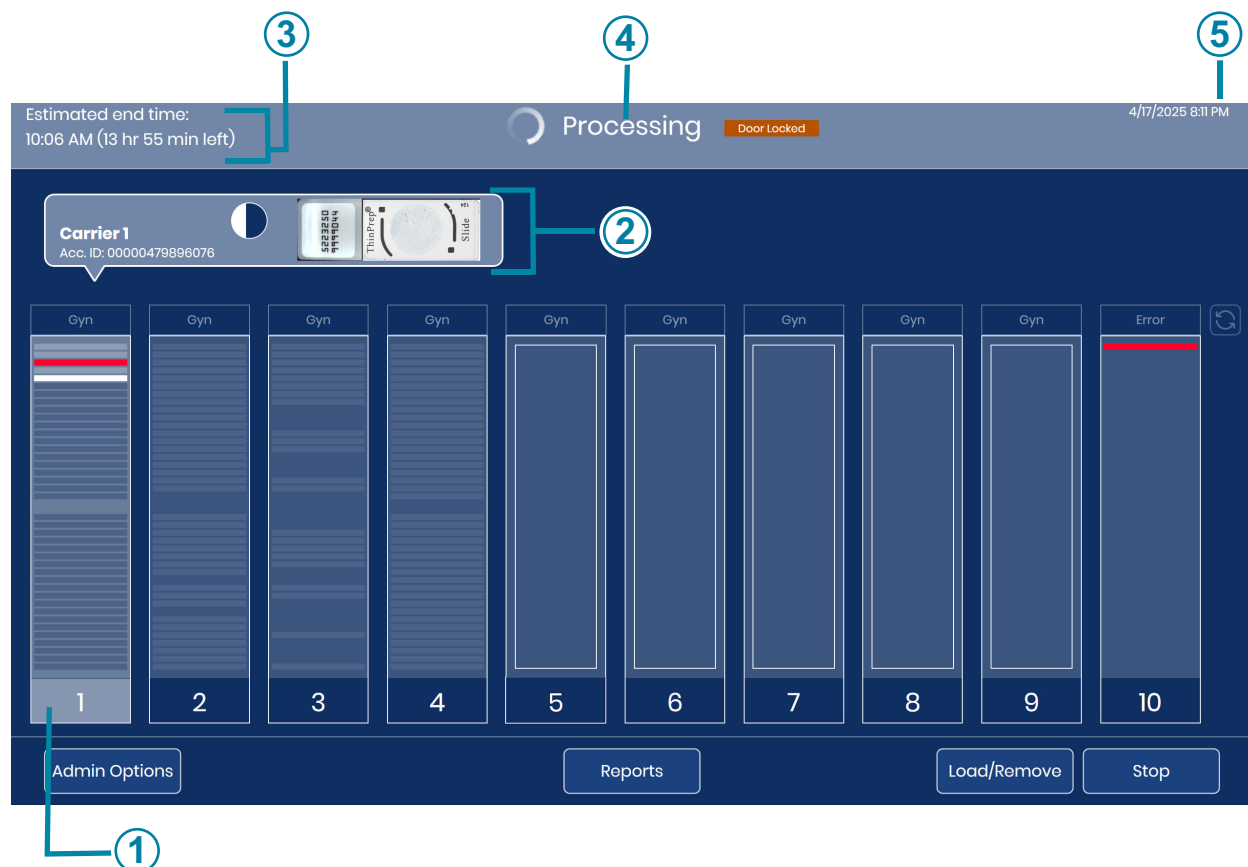 3
4
5
Estimated end time:
10:06 AM (13 hr 55 min left)
Processing
Door Locked
4/17/2025 8:11 PM
Carrier 1
Acc. ID: 00000479896076
ThinPrep®
Slide
2
Gyn
Gyn
Gyn
Gyn
Gyn
Gyn
Gyn
Gyn
Gyn
Error
1
2
3
4
5
6
7
8
9
10
Admin Options
Reports
Load/Remove
Stop
1